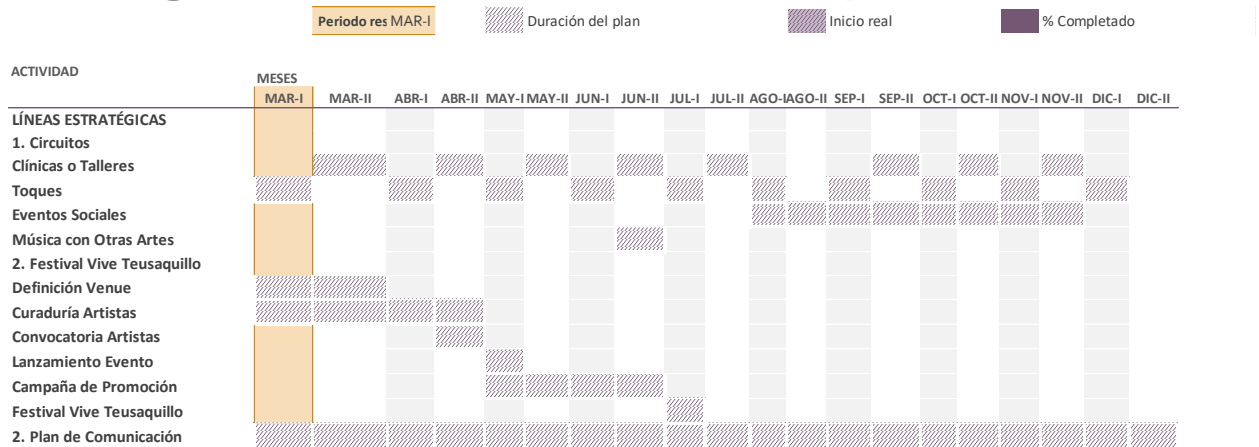 Periodo res MAR-I Duración del plan Inicio real % Completado
ACTIVIDAD
MESES
MAR-I MAR-II ABR-I ABR-II MAY-I MAY-II JUN-I JUN-II JUL-I JUL-II AGO-I AGO-II SEP-I SEP-II OCT-I OCT-II NOV-I NOV-II DIC-I DIC-II
LÍNEAS ESTRATÉGICAS
1. Circuitos
Clínicas o Talleres
Toques
Eventos Sociales
Música con Otras Artes
2. Festival Vive Teusaquillo
Definición Venue
Curaduría Artistas
Convocatoria Artistas
Lanzamiento Evento
Campaña de Promoción
Festival Vive Teusaquillo
2. Plan de Comunicación